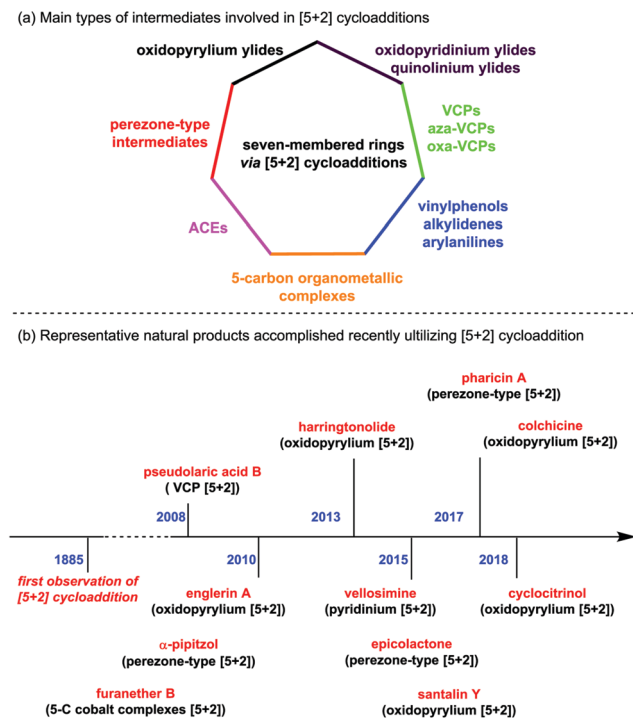 (a) Main types of intermediates involved in [5+2] cycloadditions
oxidopyrylium ylides
oxidopyridinium ylides
quinolinium ylides
perezone-type
intermediates
seven-membered rings
via [5+2] cycloadditions
VCPs
aza-VCPs
oxa-VCPs
ACEs
vinylphenols
alkylidenes
arylanilines
5-carbon organometallic
complexes
(b) Representative natural products accomplished recently ultilizing [5+2] cycloaddition
pharicin A
(perezone-type [5+2])
harringtonolide
(oxidopyrylium [5+2])
colchicine
(oxidopyrylium [5+2])
pseudolaric acid B
( VCP [5+2])
2008
2013
2017
1885
2010
2015
2018
first observation of
[5+2] cycloaddition
englerin A
(oxidopyrylium [5+2])
vellosimine
(pyridinium [5+2])
cyclocitrinol
(oxidopyrylium [5+2])
α-pipitzol
(perezone-type [5+2])
epicolactone
(perezone-type [5+2])
furanether B
(5-C cobalt complexes [5+2])
santalin Y
(oxidopyrylium [5+2])